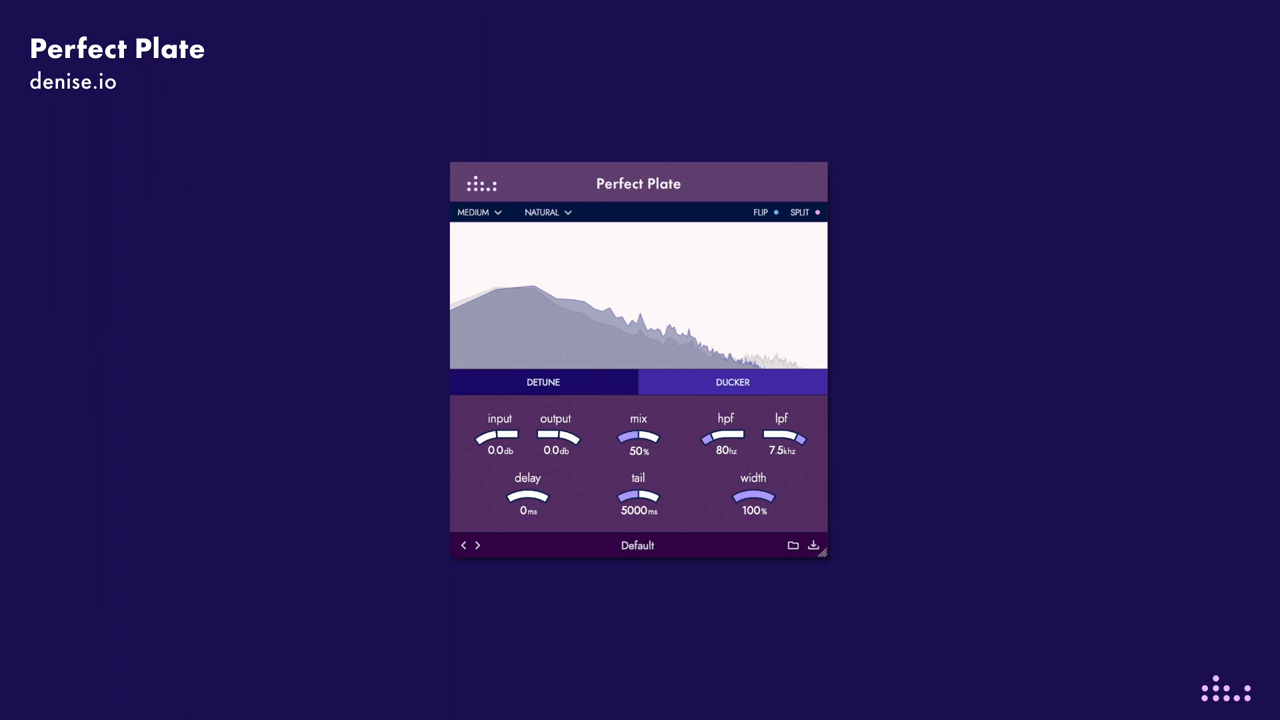 Perfect Plate
denise.io
Perfect Plate
MEDIUM NATURAL FLIP SPLIT
DETUNE DUCKER
input output mix hpf lpf
0.0db 0.0db 50% 80hz 7.5khz
delay tail width
0ms 5000ms 100%
Default